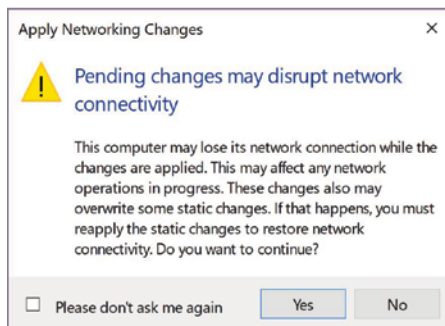 Apply Networking Changes
Pending changes may disrupt network
connectivity
This computer may lose its network connection while the
changes are applied. This may affect any network
operations in progress. These changes also may
overwrite some static changes. If that happens, you must
reapply the static changes to restore network
connectivity. Do you want to continue?
Please don't ask me again
Yes
No